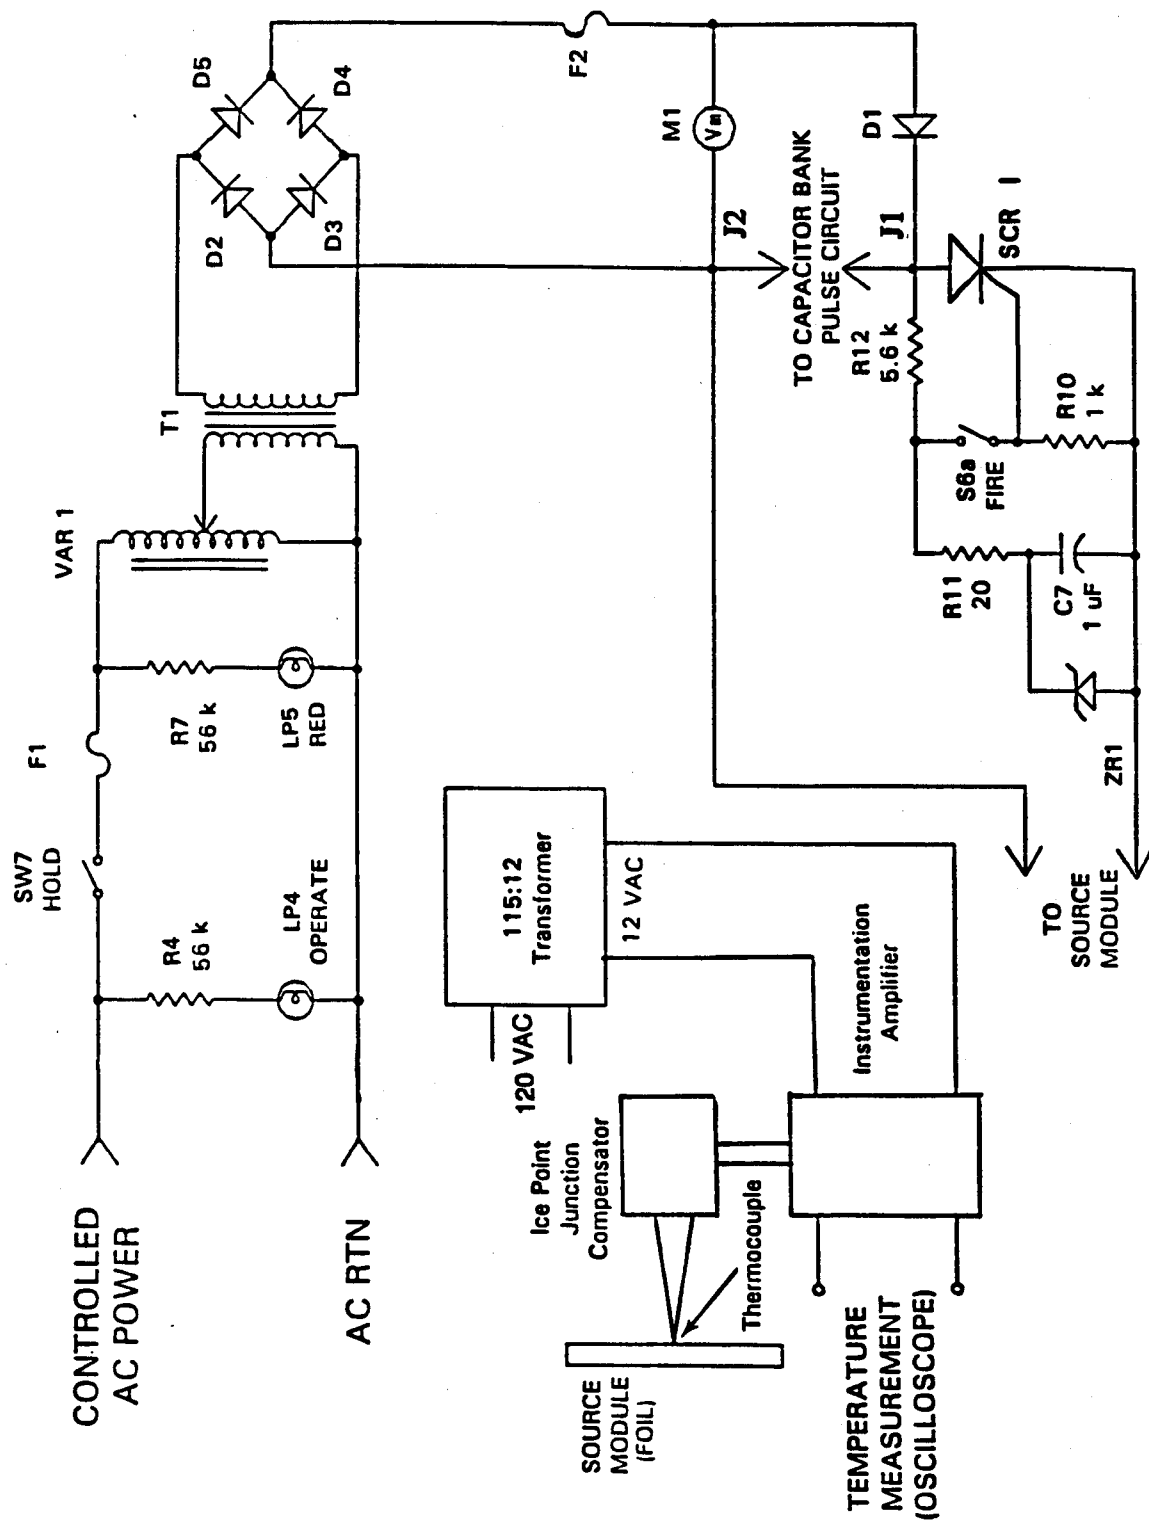 CONTROLLED
AC POWER
AC RTN
SW7
HOLD
F1
R4
56 k
LP4
OPERATE
R7
56 k
LP5
RED
VAR 1
T1
D5
D4
D2
D3
F2
M1
Vm
J2
TO CAPACITOR BANK
PULSE CIRCUIT
J1
D1
R12
5.6 k
SCR 1
S6a
FIRE
R10
1 k
R11
20
C7
1 uF
ZR1
TO
SOURCE
MODULE
115:12
Transformer
120 VAC
12 VAC
Ice Point
Junction
Compensator
Instrumentation
Amplifier
Thermocouple
SOURCE
MODULE
(FOIL)
TEMPERATURE
MEASUREMENT
(OSCILLOSCOPE)